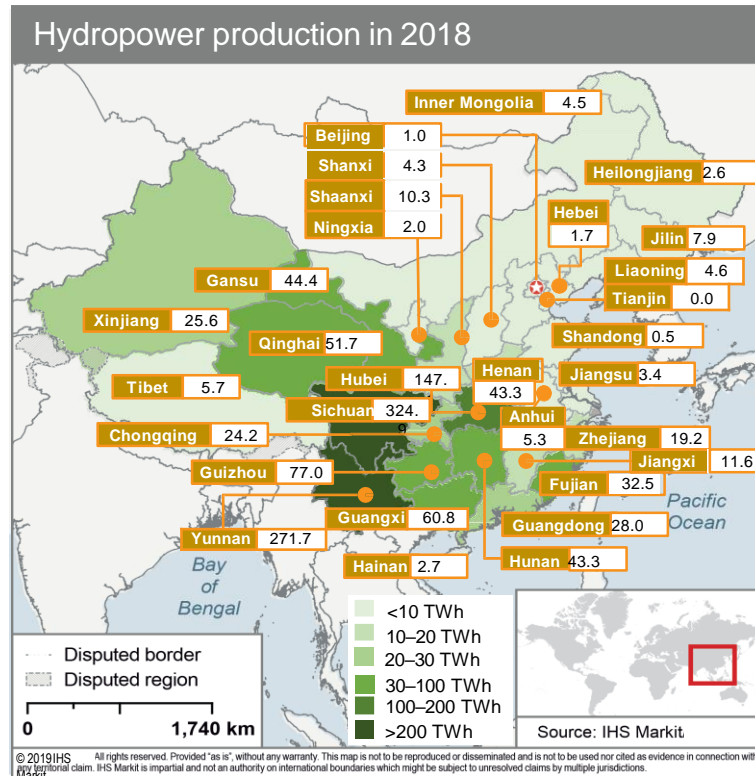 Hydropower production in 2018
Inner Mongolia 4.5
Beijing 1.0
Shanxi 4.3
Shaanxi 10.3
Ningxia 2.0
Heilongjiang 2.6
Hebei
1.7
Jilin 7.9
Liaoning 4.6
Tianjin 0.0
Gansu 44.4
Xinjiang 25.6
Qinghai 51.7
Shandong 0.5
Tibet 5.7
Hubei 147.
Henan
43.3
Jiangsu 3.4
Sichuan 324.
9
Anhui
5.3
Chongqing 24.2
Zhejiang 19.2
Jiangxi 11.6
Guizhou 77.0
Fujian 32.5
Guangxi 60.8
Guangdong 28.0
Pacific
Ocean
Yunnan 271.7
Hainan 2.7
Hunan 43.3
Bay
of
Bengal
<10 TWh
10–20 TWh
20–30 TWh
30–100 TWh
100–200 TWh
>200 TWh
Disputed border
Disputed region
0 1,740 km
Source: IHS Markit
© 2019 IHS Markit All rights reserved. Provided "as is", without any warranty. This map is not to be reproduced or disseminated and is not to be used nor cited as evidence in connection with
any territorial claim. IHS Markit is impartial and not an authority on international boundaries which might be subject to unresolved claims by multiple jurisdictions.